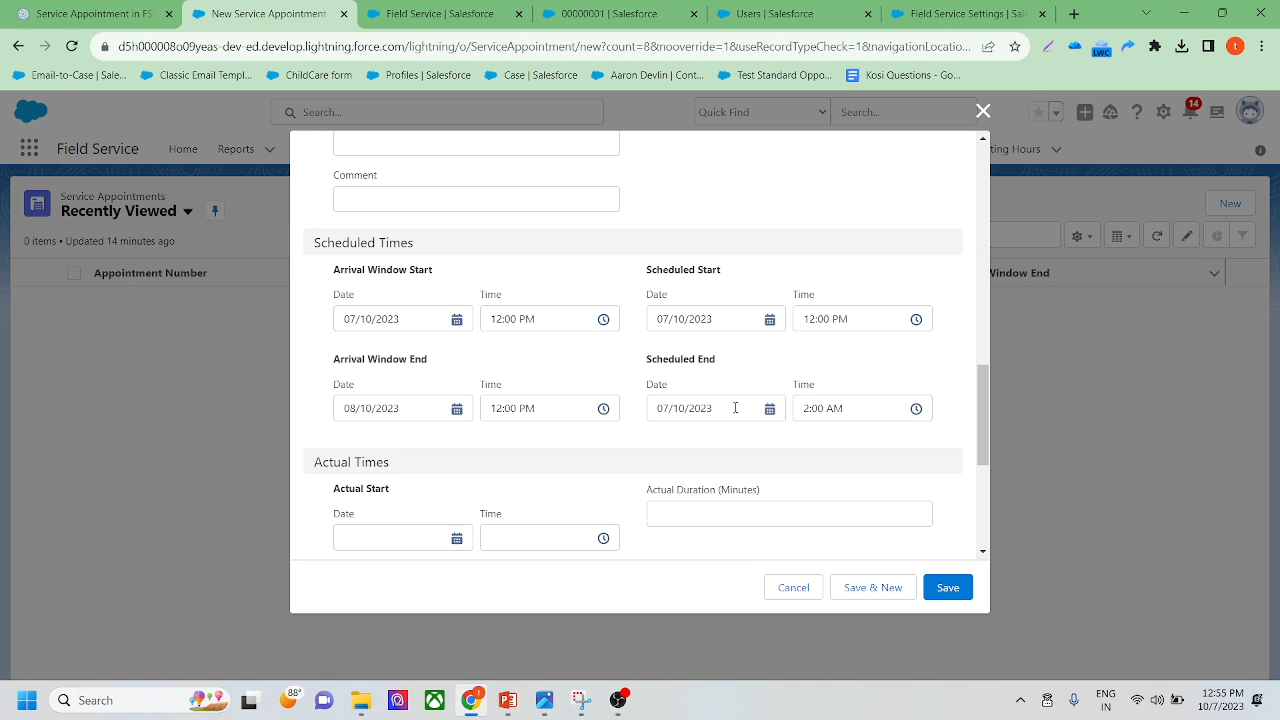 Service Appointment in FS
New Service Appointment
Field Service | Salesforce
00000001 | Salesforce
Users | Salesforce
Field Service Settings | Sal
d5h000008o09yeas-dev-ed.develop.lightning.force.com/lightning/o/ServiceAppointment/new?count=8&nooverride=1&useRecordTypeCheck=1&navigationLocatio...
LWC
t
Email-to-Case | Sale...
Classic Email Templ...
Childcaive form
Profiles | Salesforce
Case | Salesforce
Aaron Devlin | Cont...
Test Standard Oppo...
Kosi Questions - Go...
Search...
Quick Find
Search...
14
Field Service
Home
Reports
ting Hours
Service Appointments
Recently Viewed
New
0 items • Updated 14 minutes ago
Appointment Number
Window End
Comment
Scheduled Times
Arrival Window Start
Scheduled Start
Date
Time
Date
Time
07/10/2023
12:00 PM
07/10/2023
12:00 PM
Arrival Window End
Scheduled End
Date
Time
Date
Time
08/10/2023
12:00 PM
07/10/2023
2:00 AM
Actual Times
Actual Start
Actual Duration (Minutes)
Date
Time
Cancel
Save & New
Save
Search
88°
1
ENG
IN
12:55 PM
10/7/2023